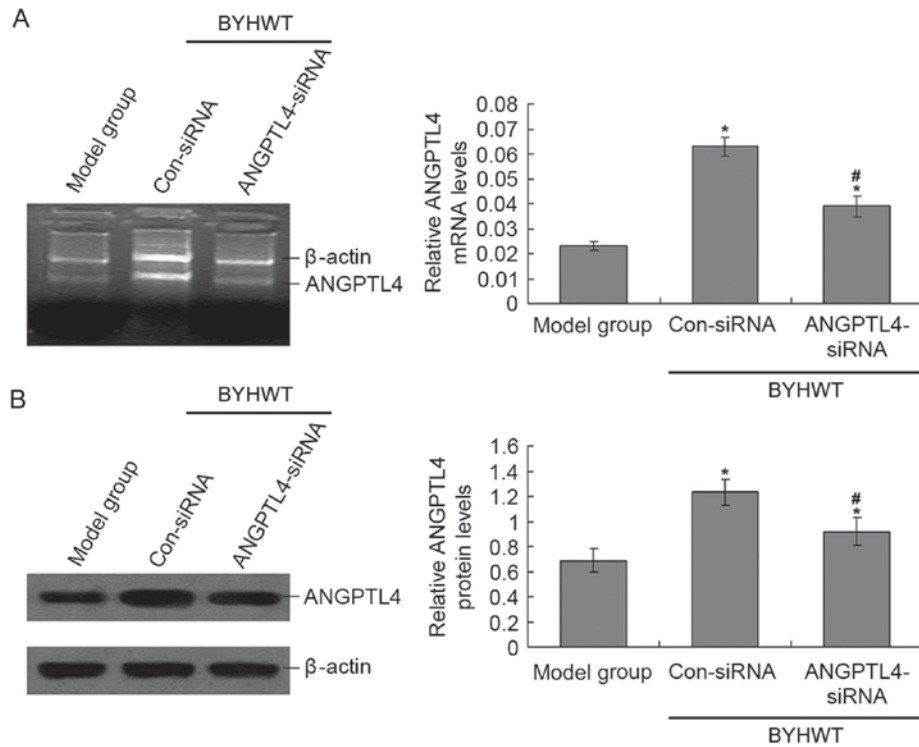 A
BYHWT
Model group
Con-siRNA
ANGPTL4-siRNA
β-actin
ANGPTL4
Relative ANGPTL4
mRNA levels
0.08
0.07
0.06
0.05
0.04
0.03
0.02
0.01
0
*
#
*
Model group
Con-siRNA
ANGPTL4-
siRNA
BYHWT
B
BYHWT
Model group
Con-siRNA
ANGPTL4-siRNA
ANGPTL4
β-actin
Relative ANGPTL4
protein levels
1.6
1.4
1.2
1
0.8
0.6
0.4
0.2
0
*
#
*
Model group
Con-siRNA
ANGPTL4-
siRNA
BYHWT